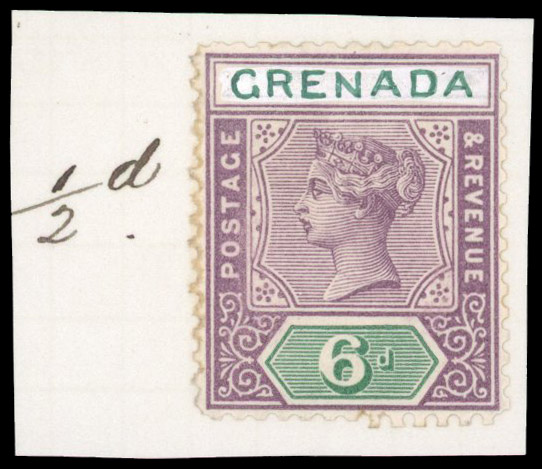 GRENADA
½ d.
POSTAGE
& REVENUE
6d